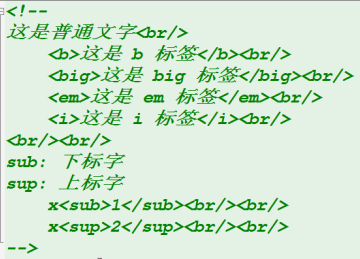 <!--
这是普通文字<br/>
<b>这是 b 标签</b><br/>
<big>这是 big 标签</big><br/>
<em>这是 em 标签</em><br/>
<i>这是 i 标签</i><br/>
<br/><br/>
sub: 下标字
sup: 上标字
x<sub>1</sub><br/><br/>
x<sup>2</sup><br/><br/>
-->